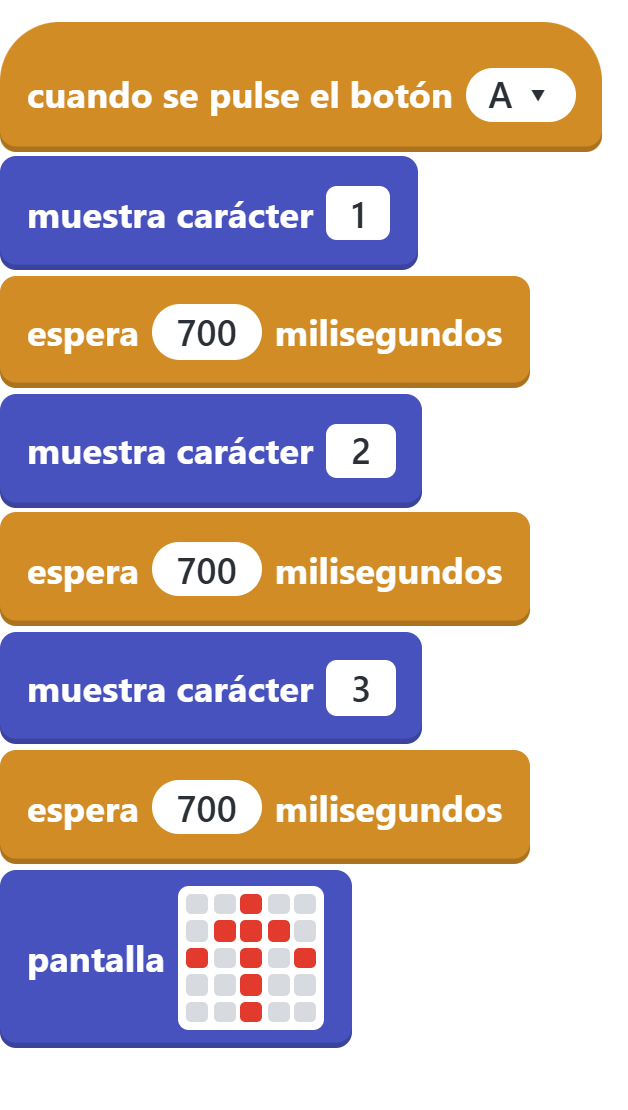 cuando se pulse el botón A
muestra carácter 1
espera 700 milisegundos
muestra carácter 2
espera 700 milisegundos
muestra carácter 3
espera 700 milisegundos
pantalla